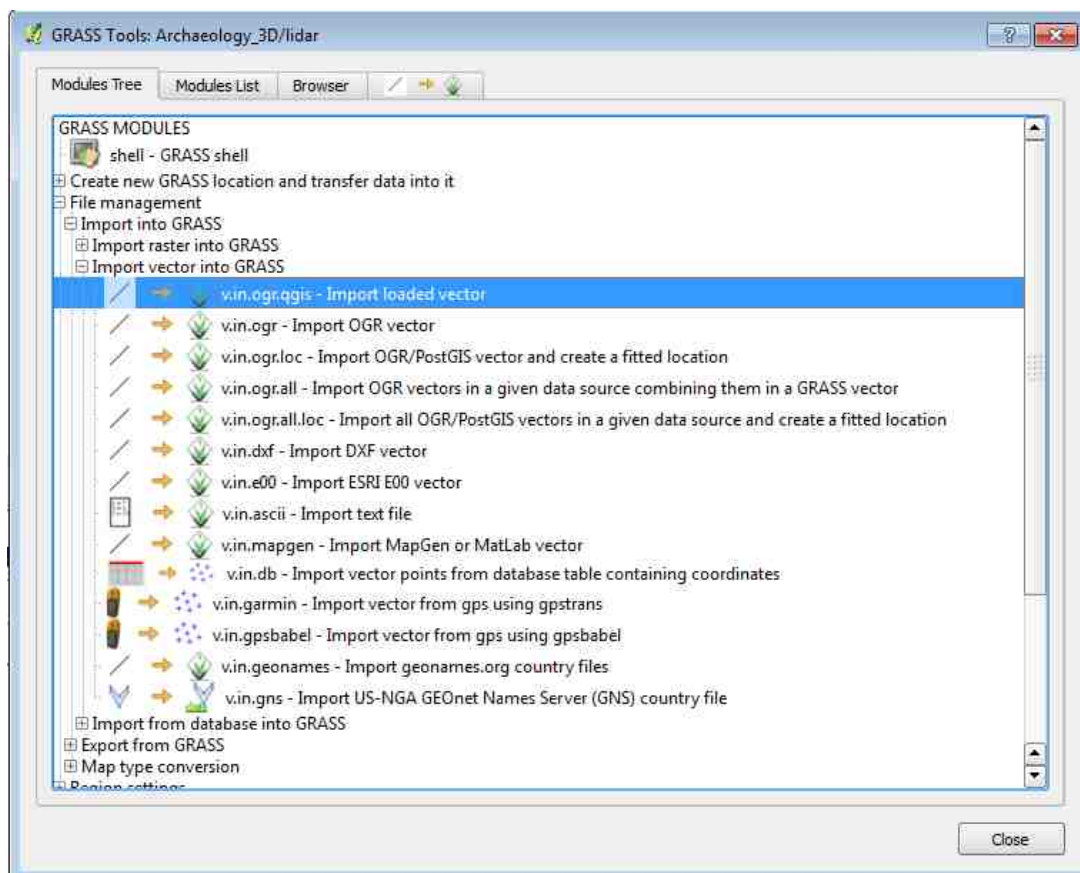 GRASS Tools: Archaeology_3D/lidar
Modules Tree Modules List Browser
GRASS MODULES
shell - GRASS shell
Create new GRASS location and transfer data into it
File management
Import into GRASS
Import raster into GRASS
Import vector into GRASS
v.in.ogr.qgis - Import loaded vector
v.in.ogr - Import OGR vector
v.in.ogr.loc - Import OGR/PostGIS vector and create a fitted location
v.in.ogr.all - Import OGR vectors in a given data source combining them in a GRASS vector
v.in.ogr.all.loc - Import all OGR/PostGIS vectors in a given data source and create a fitted location
v.in.dxf - Import DXF vector
v.in.e00 - Import ESRI E00 vector
v.in.ascii - Import text file
v.in.mapgen - Import MapGen or MatLab vector
v.in.db - Import vector points from database table containing coordinates
v.in.garmin - Import vector from gps using gpstrans
v.in.gpsbabel - Import vector from gps using gpsbabel
v.in.geonames - Import geonames.org country files
v.in.gns - Import US-NGA GEOnet Names Server (GNS) country file
Import from database into GRASS
Export from GRASS
Map type conversion
Region settings
Close